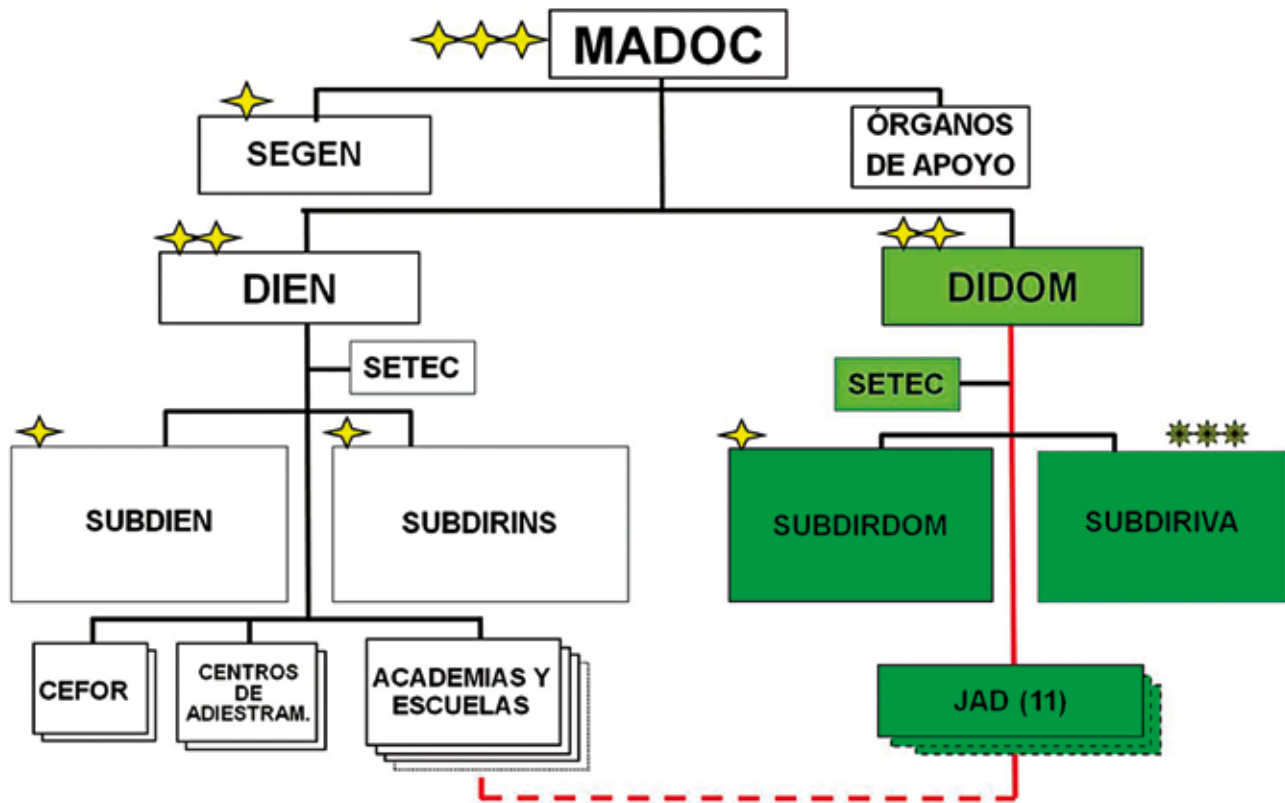 MADOC
SEGEN
ÓRGANOS
DE APOYO
DIEN
DIDOM
SETEC
SETEC
SUBDIEN
SUBDIRINS
SUBDIRDOM
SUBDIRIVA
CEFOR
CENTROS
DE
ADIESTRAM.
ACADEMIAS Y
ESCUELAS
JAD (11)